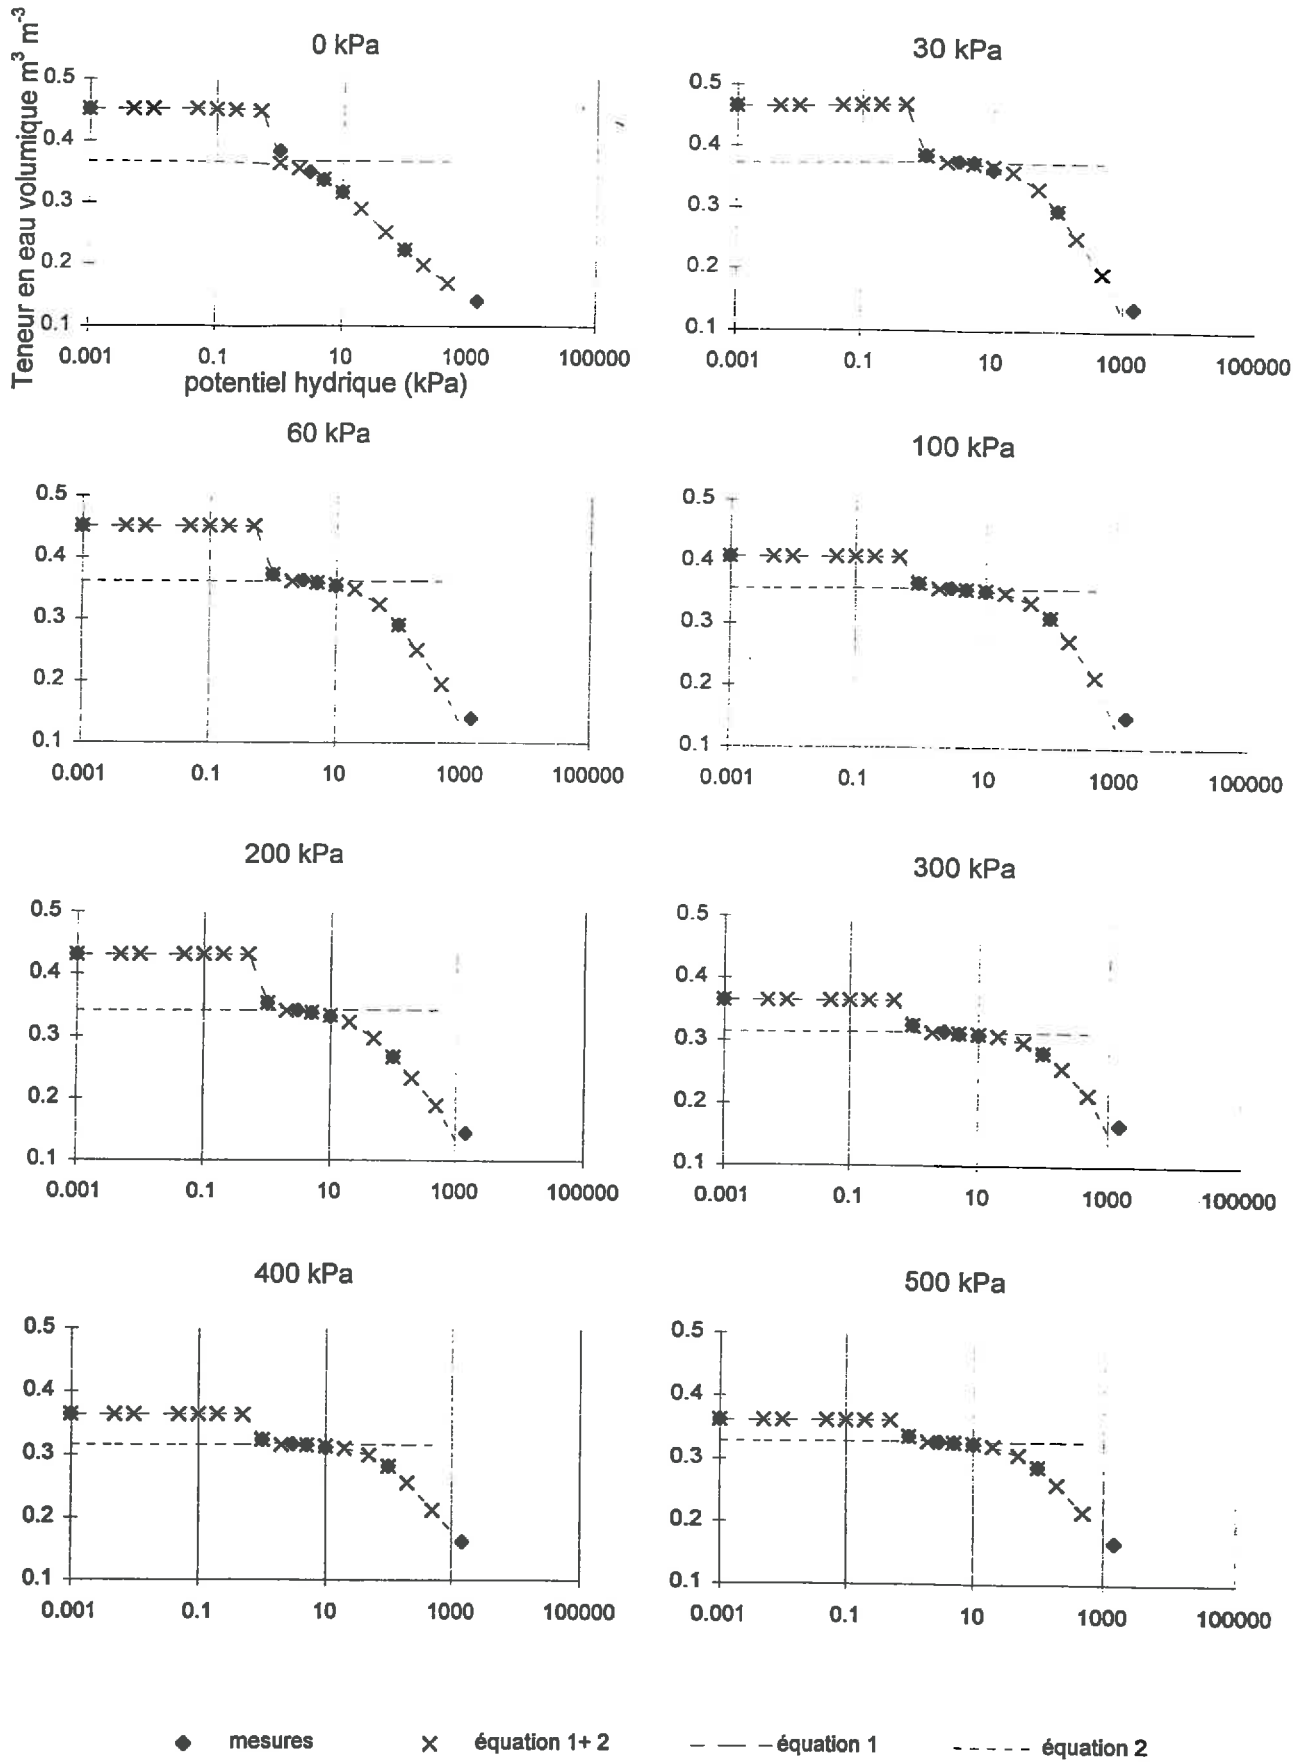 Teneur en eau volumique m³ m⁻³
0 kPa
0.5
0.4
0.3
0.2
0.1
0.001 0.1 10 1000 100000
potentiel hydrique (kPa)
30 kPa
0.5
0.4
0.3
0.2
0.1
0.001 0.1 10 1000 100000
60 kPa
0.5
0.4
0.3
0.2
0.1
0.001 0.1 10 1000 100000
100 kPa
0.5
0.4
0.3
0.2
0.1
0.001 0.1 10 1000 100000
200 kPa
0.5
0.4
0.3
0.2
0.1
0.001 0.1 10 1000 100000
300 kPa
0.5
0.4
0.3
0.2
0.1
0.001 0.1 10 1000 100000
400 kPa
0.5
0.4
0.3
0.2
0.1
0.001 0.1 10 1000 100000
500 kPa
0.5
0.4
0.3
0.2
0.1
0.001 0.1 10 1000 100000
mesures équation 1+ 2 équation 1 équation 2